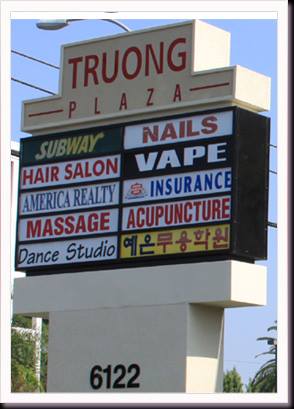 TRUONG
PLAZA
SUBWAY
NAILS
HAIR SALON
VAPE
AMERICA REALTY
INSURANCE
MASSAGE
ACUPUNCTURE
Dance Studio
예은무용학원
6122